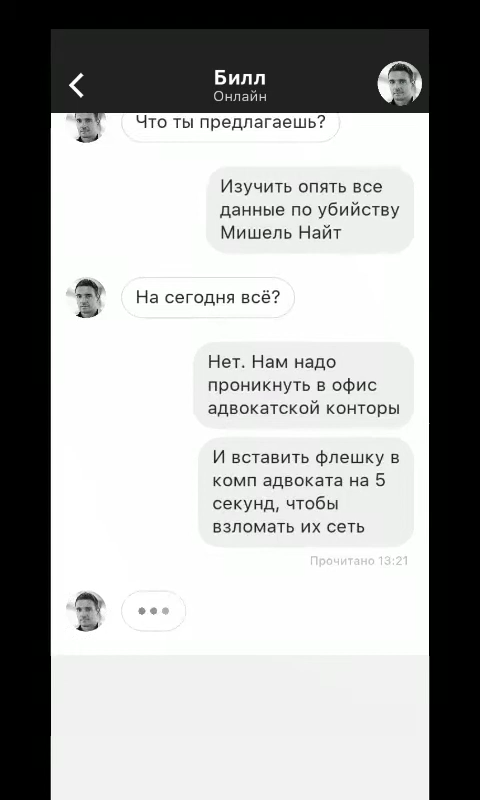 Билл
Онлайн
Что ты предлагаешь?
Изучить опять все
данные по убийству
Мишель Найт
На сегодня всё?
Нет. Нам надо
проникнуть в офис
адвокатской конторы
И вставить флешку в
комп адвоката на 5
секунд, чтобы
взломать их сеть
Прочитано 13:21